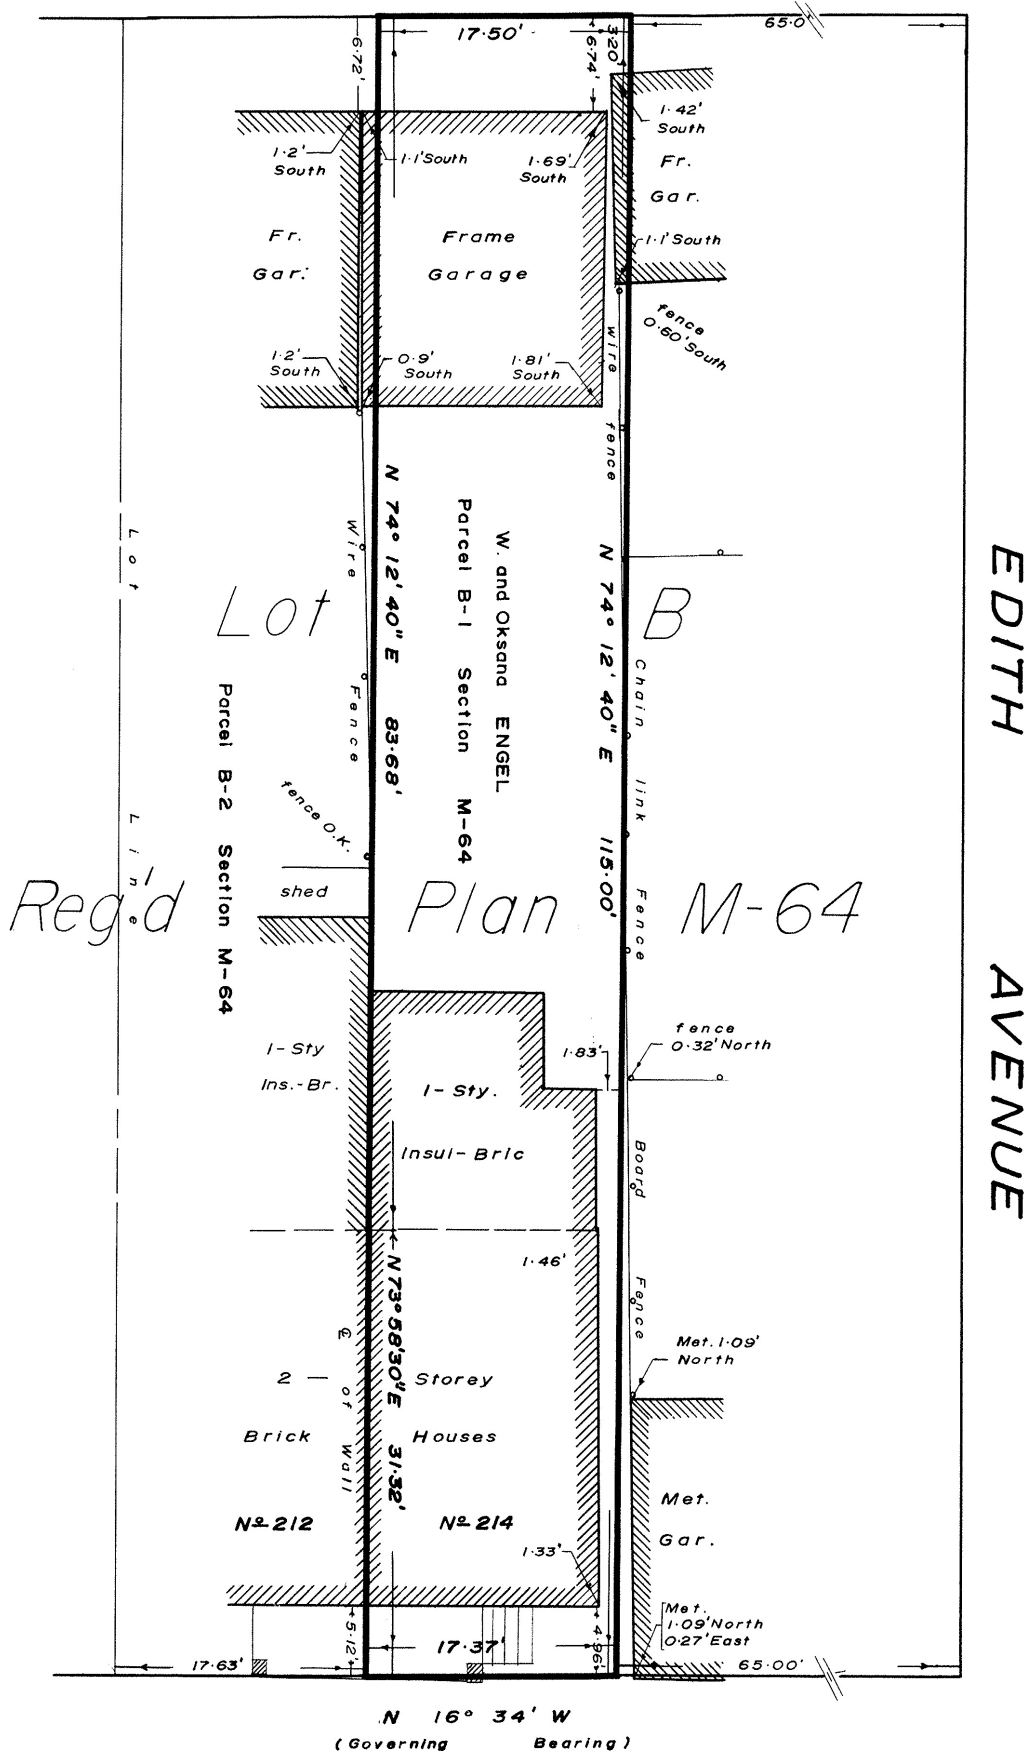 17·50'
65·0
6·72'
6·74'
3·20'
1·42'
South
1·2'
South
1·1' South
1·69'
South
Fr.
Gar.
1·1' South
Fr.
Gar.
Frame
Garage
fence
0·60' South
wire
fence
1·2'
South
0·9'
South
1·81'
South
N 74° 12' 40" E 83·68'
Wire Fence
W. and Oksana ENGEL
Parcel B-1 Section M-64
N 74° 12' 40" E 115·00'
Lot Line
Lot B
Chain link Fence
EDITH AVENUE
Parcel B-2 Section M-64
fence O.K.
shed
Reg'd Plan M-64
fence
0·32' North
1·83'
1-Sty
Ins.-Br.
1-Sty.
Insul-Bric
Board Fence
1·46'
N 73° 58' 30" E 31·32'
℄ of Wall
Met. 1·09'
North
2 - Storey
Brick Houses
Met.
Gar.
Nº 212
Nº 214
1·33'
Met.
1·09' North
0·27' East
5·12'
4·96'
17·37'
17·63'
65·00'
N 16° 34' W
(Governing Bearing)